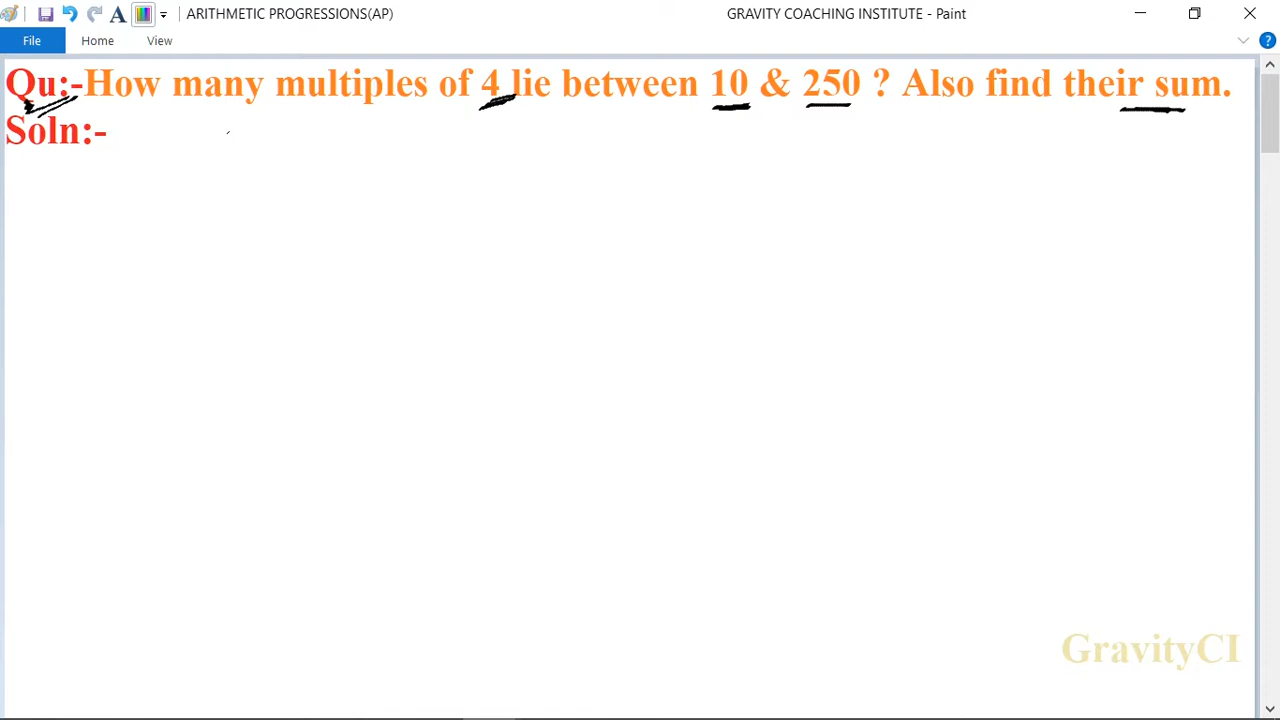 ARITHMETIC PROGRESSIONS(AP) GRAVITY COACHING INSTITUTE - Paint
File Home View
Qu:-How many multiples of 4 lie between 10 & 250 ? Also find their sum.
Soln:-
GravityCI